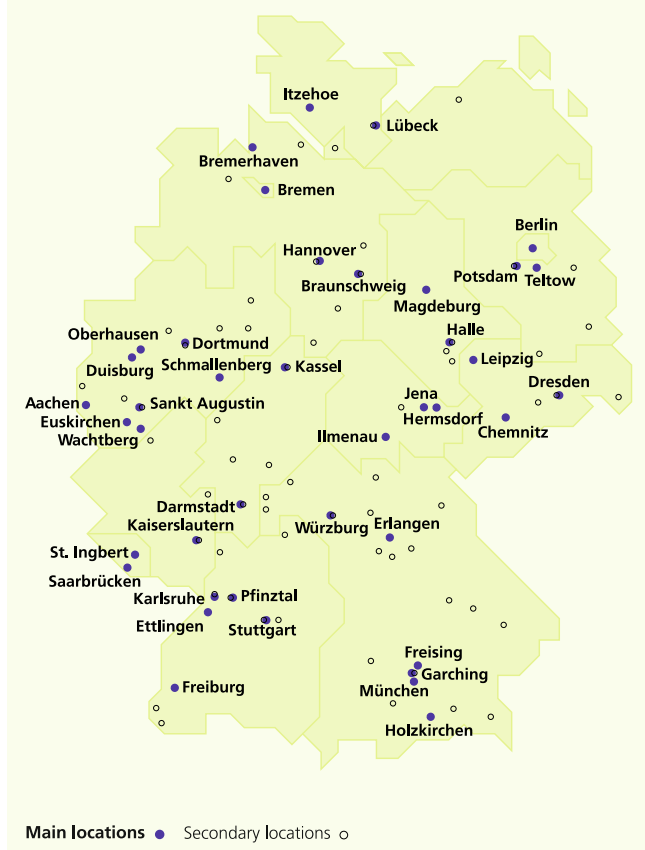 Itzehoe
Lübeck
Bremerhaven
Bremen
Berlin
Hannover
Potsdam
Teltow
Braunschweig
Magdeburg
Oberhausen
Dortmund
Halle
Duisburg
Schmallenberg
Kassel
Leipzig
Aachen
Sankt Augustin
Jena
Dresden
Euskirchen
Hermsdorf
Chemnitz
Wachtberg
Ilmenau
Darmstadt
Kaiserslautern
Würzburg
Erlangen
St. Ingbert
Saarbrücken
Karlsruhe
Pfinztal
Ettlingen
Stuttgart
Freising
Garching
Freiburg
München
Holzkirchen
Main locations
Secondary locations